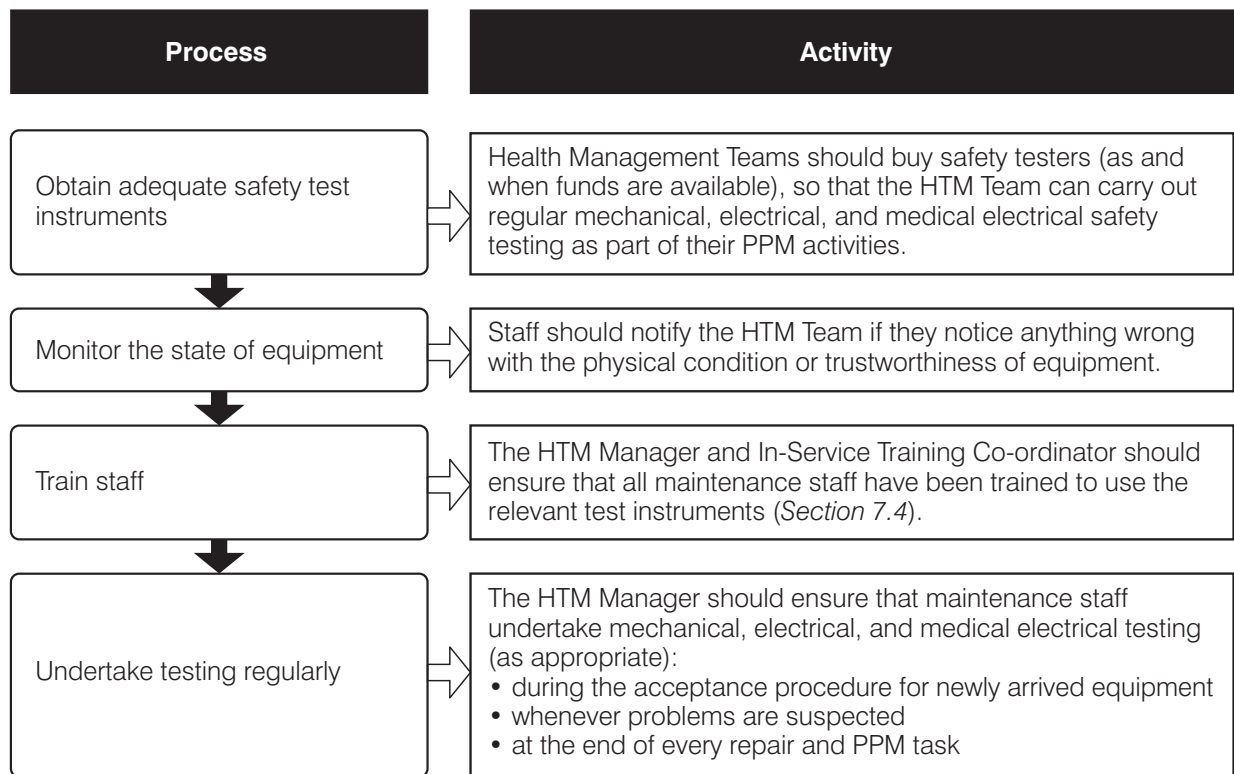 Process
Activity
Obtain adequate safety test
instruments
Health Management Teams should buy safety testers (as and
when funds are available), so that the HTM Team can carry out
regular mechanical, electrical, and medical electrical safety
testing as part of their PPM activities.
Monitor the state of equipment
Staff should notify the HTM Team if they notice anything wrong
with the physical condition or trustworthiness of equipment.
Train staff
The HTM Manager and In-Service Training Co-ordinator should
ensure that all maintenance staff have been trained to use the
relevant test instruments (Section 7.4).
Undertake testing regularly
The HTM Manager should ensure that maintenance staff
undertake mechanical, electrical, and medical electrical testing
(as appropriate):
• during the acceptance procedure for newly arrived equipment
• whenever problems are suspected
• at the end of every repair and PPM task